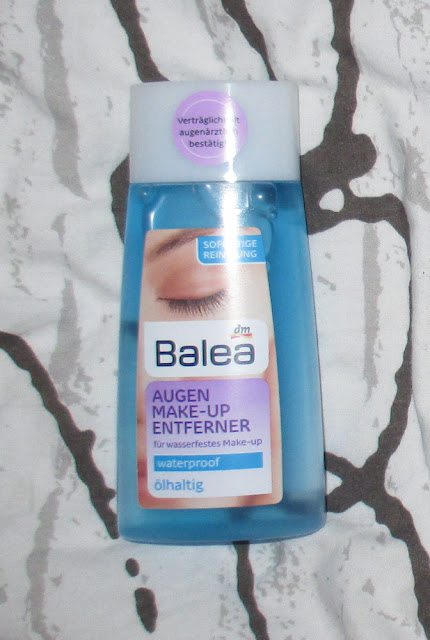 Verträglichkeit
augenärztlich
bestätigt
SOFORTIGE
REINIGUNG
dm
Balea
AUGEN
MAKE-UP
ENTFERNER
für wasserfestes Make-up
waterproof
ölhaltig